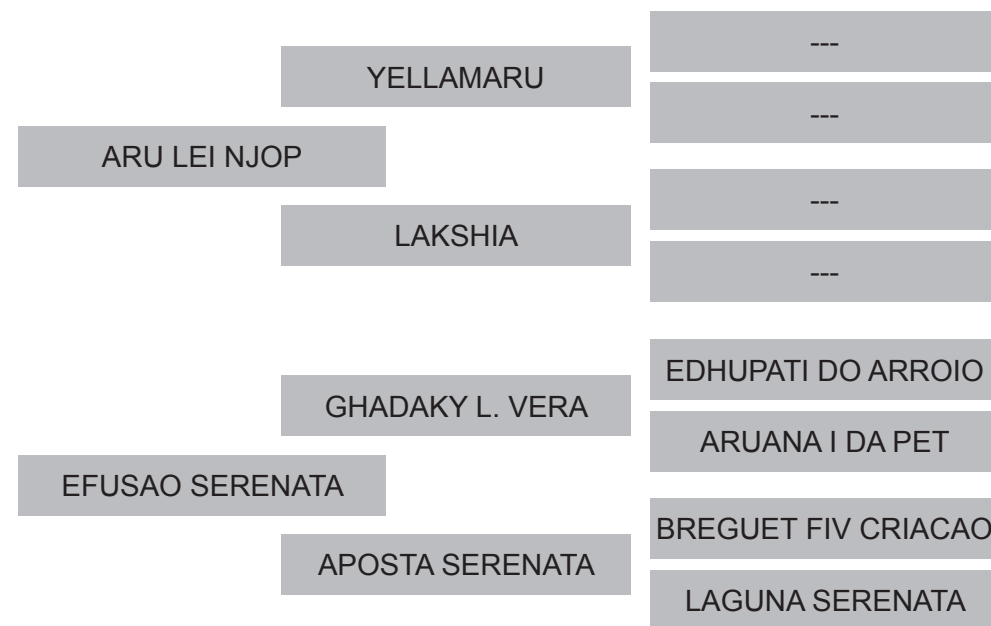 ---
YELLAMARU
---
ARU LEI NJOP
---
LAKSHIA
---
EDHUPATI DO ARROIO
GHADAKY L. VERA
ARUANA I DA PET
EFUSAO SERENATA
BREGUET FIV CRIACAO
APOSTA SERENATA
LAGUNA SERENATA